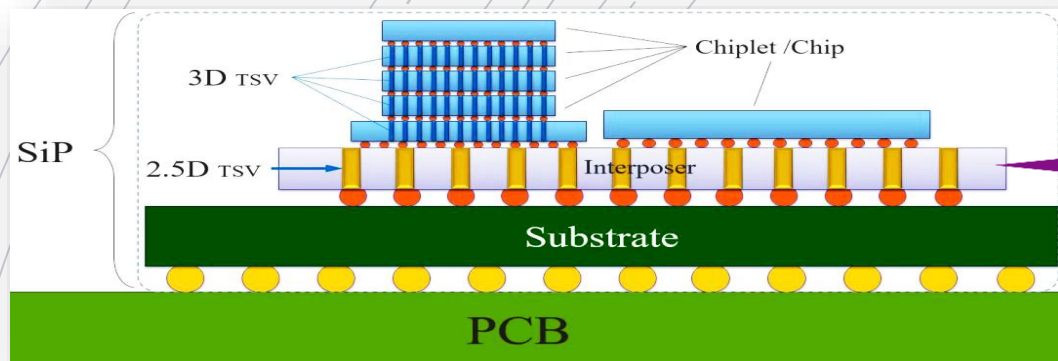 Chiplet /Chip
3D TSV
SiP
2.5D TSV
Interposer
Substrate
PCB